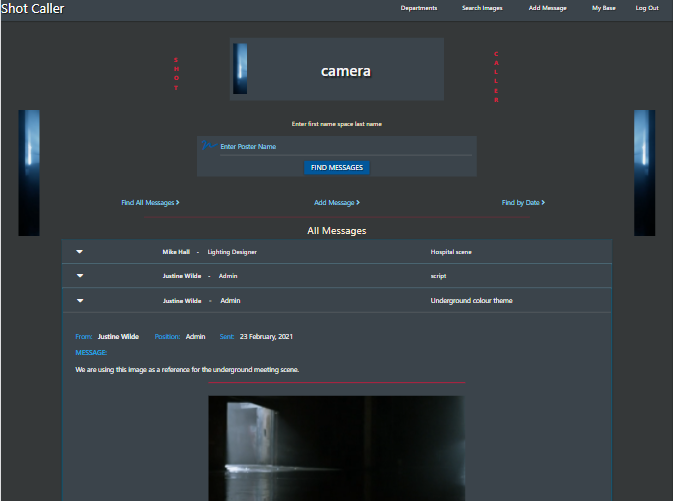 Shot Caller
Departments Search Images Add Message My Base Log Out
SHOT
camera
CALLER
Enter first name space last name
Enter Poster Name
FIND MESSAGES
Find All Messages Add Message Find by Date
All Messages
Mike Hall - Lighting Designer Hospital scene
Justine Wilde - Admin script
Justine Wilde - Admin Underground colour theme
From: Justine Wilde Position: Admin Sent: 23 February, 2021
MESSAGE:
We are using this image as a reference for the underground meeting scene.